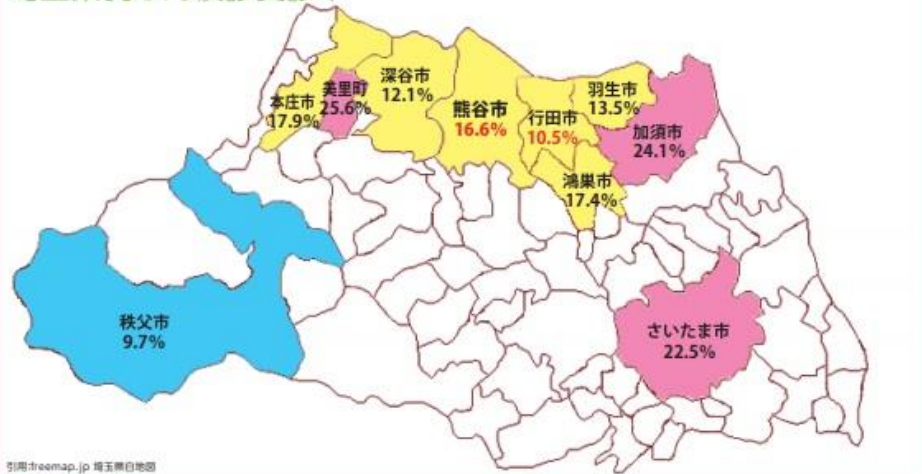 本庄市
17.9%
美里町
25.6%
深谷市
12.1%
熊谷市
16.6%
行田市
10.5%
羽生市
13.5%
加須市
24.1%
鴻巣市
17.4%
秩父市
9.7%
さいたま市
22.5%
引用:freemap.jp 埼玉県白地図